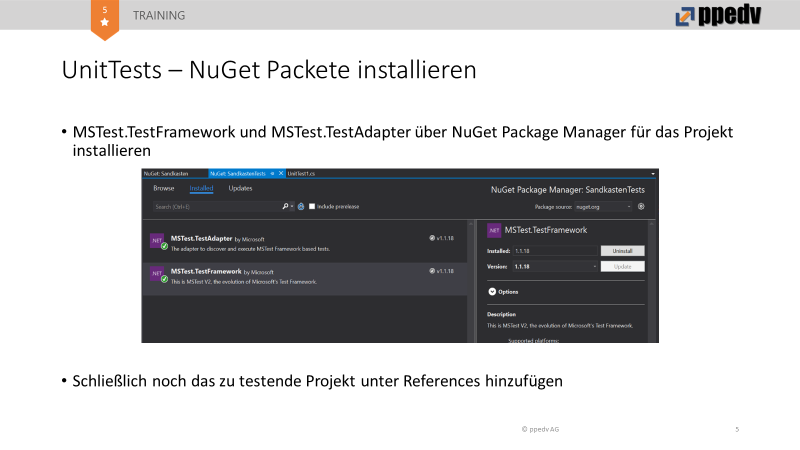 5
TRAINING
ppedv
UnitTests – NuGet Packete installieren
• MSTest.TestFramework und MSTest.TestAdapter über NuGet Package Manager für das Projekt
installieren
NuGet: Sandkasten NuGet: SandkastenTests UnitTest1.cs
Browse Installed Updates
NuGet Package Manager: SandkastenTests
Search (Ctrl+E) Include prerelease
Package source: nuget.org
.NET MSTest.TestAdapter by Microsoft v1.1.18
The adapter to discover and execute MSTest Framework based tests.
.NET MSTest.TestFramework by Microsoft v1.1.18
This is MSTest V2, the evolution of Microsoft's Test Framework.
.NET MSTest.TestFramework
Installed: 1.1.18 Uninstall
Version: 1.1.18 Update
Options
Description
This is MSTest V2, the evolution of Microsoft's Test Framework.
Supported platforms:
• Schließlich noch das zu testende Projekt unter References hinzufügen
© ppedv AG
5